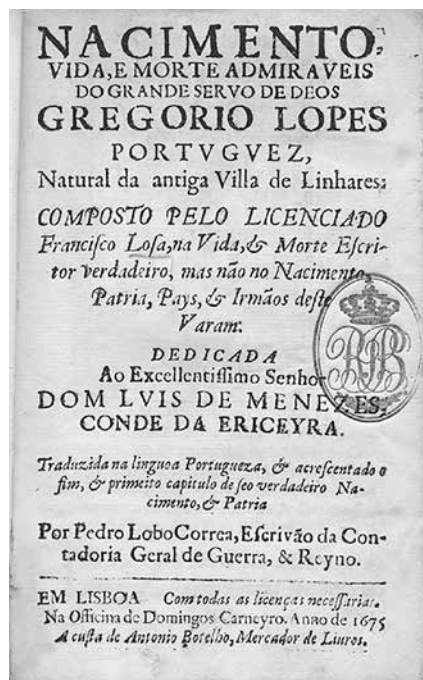 NACIMENTO,
VIDA, E MORTE ADMIRAVEIS
DO GRANDE SERVO DE DEOS
GREGORIO LOPES
PORTVGVEZ,
Natural da antiga Villa de Linhares;
COMPOSTO PELO LICENCIADO
Franciſco Loſa, na Vida, & Morte Eſcri-
tor verdadeiro, mas não no Nacimento,
Patria, Pays, & Irmãos deſte
Varam.
DEDICADA
Ao Excellentiſſimo Senhor
DOM LVIS DE MENEZES,
CONDE DA ERICEYRA.
Traduzida na lingoa Portugueza, & acreſcentado o
fim, & primeito capitulo de ſeo verdadeiro Na-
cimento, & Patria
Por Pedro Lobo Correa, Eſcrivão da Con-
tadoria Geral de Guerra, & Reyno.
EM LISBOA Com todas as licenças neceſſarias.
Na Officina de Domingos Carneyro. Anno de 1675
A cuſta de Antonio Botelho, Mercador de Liuros.